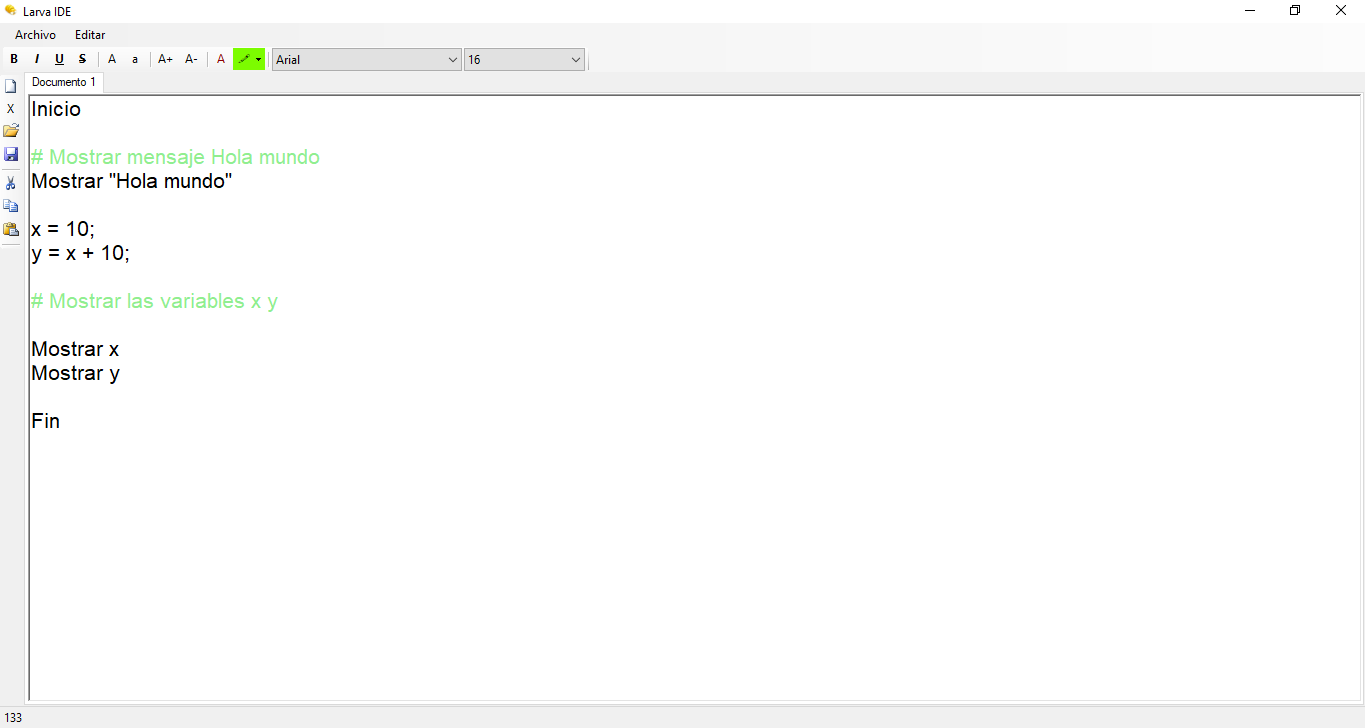 Larva IDE
Archivo Editar
B I U S A a A+ A- A Arial 16
Documento 1
X
Inicio
# Mostrar mensaje Hola mundo
Mostrar "Hola mundo"
x = 10;
y = x + 10;
# Mostrar las variables x y
Mostrar x
Mostrar y
Fin
133